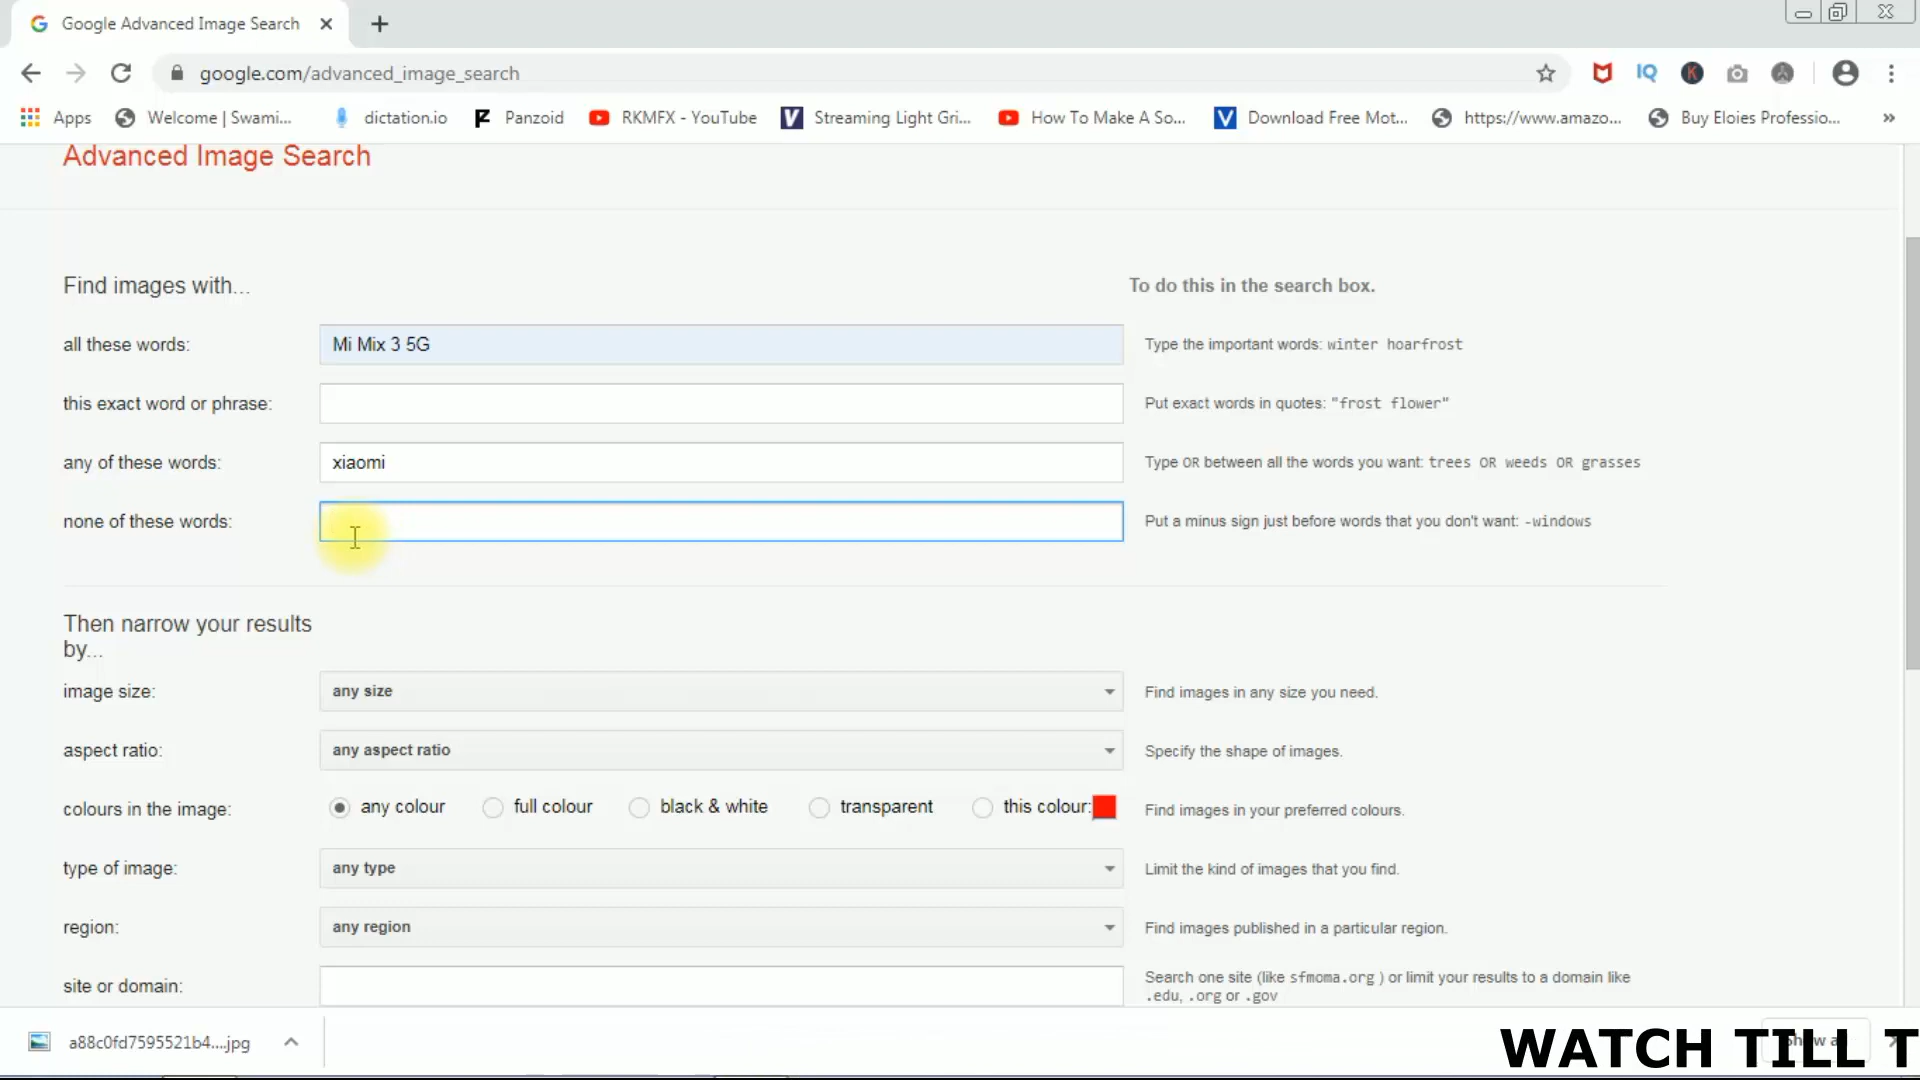 Google Advanced Image Search
google.com/advanced_image_search
IQ
K
Apps Welcome | Swami... dictation.io Panzoid RKMFX - YouTube Streaming Light Gri... How To Make A So... Download Free Mot... https://www.amazo... Buy Eloies Professio... »
Advanced Image Search
Find images with... To do this in the search box.
all these words: Mi Mix 3 5G Type the important words: winter hoarfrost
this exact word or phrase: Put exact words in quotes: "frost flower"
any of these words: xiaomi Type OR between all the words you want: trees OR weeds OR grasses
none of these words: Put a minus sign just before words that you don't want: -windows
Then narrow your results
by...
image size: any size Find images in any size you need.
aspect ratio: any aspect ratio Specify the shape of images.
colours in the image: any colour full colour black & white transparent this colour: Find images in your preferred colours.
type of image: any type Limit the kind of images that you find.
region: any region Find images published in a particular region.
site or domain: Search one site (like sfmoma.org ) or limit your results to a domain like
.edu, .org or .gov
a88c0fd7595521b4....jpg
WATCH TILL T